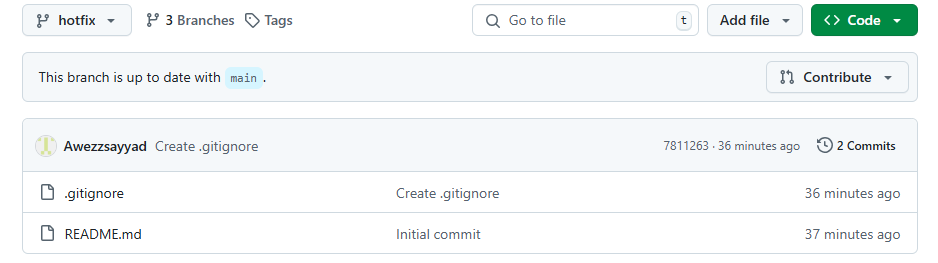 hotfix 3 Branches Tags Go to file t Add file Code
This branch is up to date with main.
Contribute
Awezzsayyad Create .gitignore 7811263 · 36 minutes ago 2 Commits
.gitignore Create .gitignore 36 minutes ago
README.md Initial commit 37 minutes ago